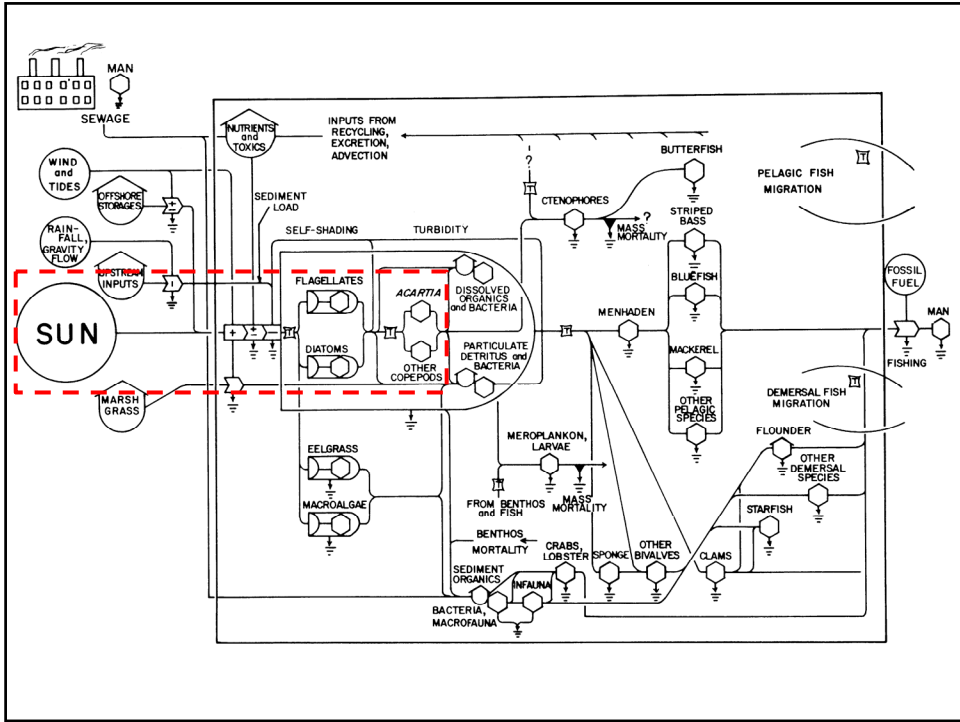 MAN
SEWAGE
NUTRIENTS
and
TOXICS
INPUTS FROM
RECYCLING,
EXCRETION,
ADVECTION
?
BUTTERFISH
WIND
and
TIDES
OFFSHORE
STORAGES
±
SEDIMENT
LOAD
T
CTENOPHORES
?
MASS
MORTALITY
STRIPED
BASS
T
PELAGIC FISH
MIGRATION
RAIN-
FALL,
GRAVITY
FLOW
UPSTREAM
INPUTS
I
SELF-SHADING
TURBIDITY
FLAGELLATES
ACARTIA
DISSOLVED
ORGANICS
and BACTERIA
BLUEFISH
FOSSIL
FUEL
SUN
+
±
−
T
T
T
MENHADEN
MAN
DIATOMS
OTHER
COPEPODS
PARTICULATE
DETRITUS and
BACTERIA
MACKEREL
FISHING
MARSH
GRASS
OTHER
PELAGIC
SPECIES
T
DEMERSAL FISH
MIGRATION
EELGRASS
MEROPLANKON,
LARVAE
FLOUNDER
OTHER
DEMERSAL
SPECIES
MACROALGAE
T
FROM BENTHOS
and FISH
MASS
MORTALITY
STARFISH
BENTHOS
MORTALITY
SEDIMENT
ORGANICS
CRABS,
LOBSTER
SPONGE
OTHER
BIVALVES
CLAMS
INFAUNA
BACTERIA,
MACROFAUNA